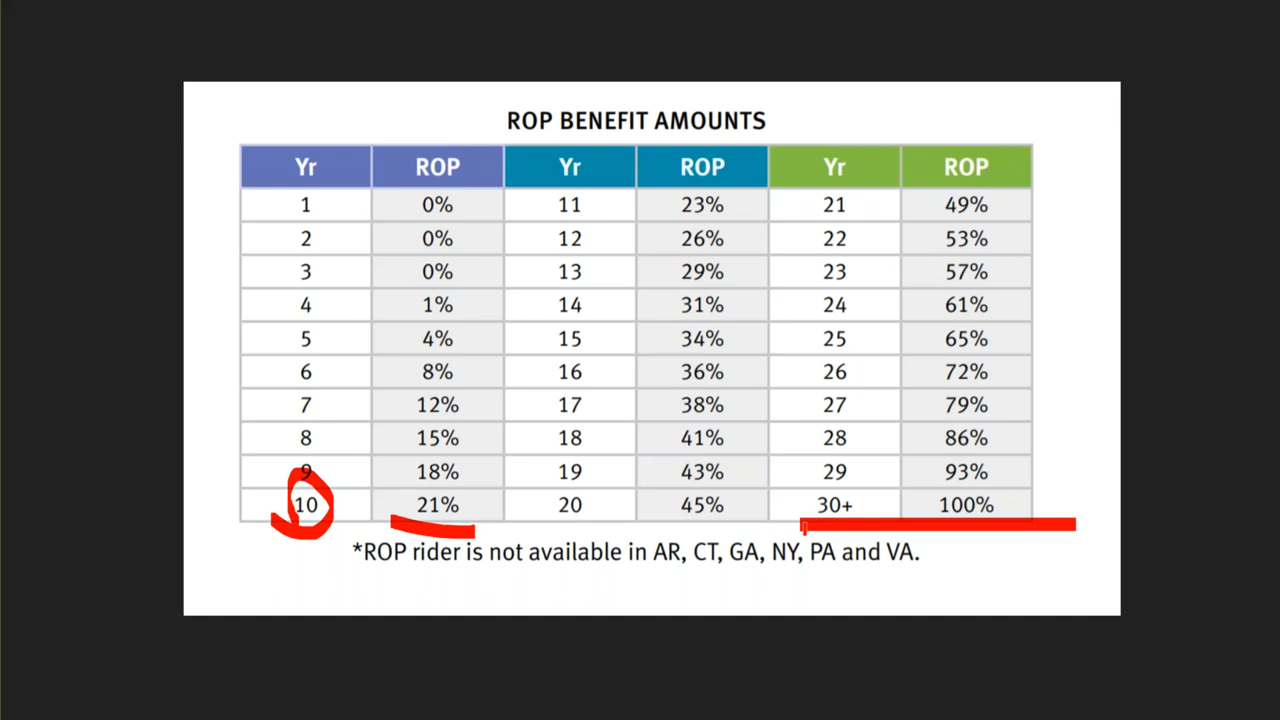 ROP BENEFIT AMOUNTS
Yr ROP Yr ROP Yr ROP
1 0% 11 23% 21 49%
2 0% 12 26% 22 53%
3 0% 13 29% 23 57%
4 1% 14 31% 24 61%
5 4% 15 34% 25 65%
6 8% 16 36% 26 72%
7 12% 17 38% 27 79%
8 15% 18 41% 28 86%
9 18% 19 43% 29 93%
10 21% 20 45% 30+ 100%
*ROP rider is not available in AR, CT, GA, NY, PA and VA.